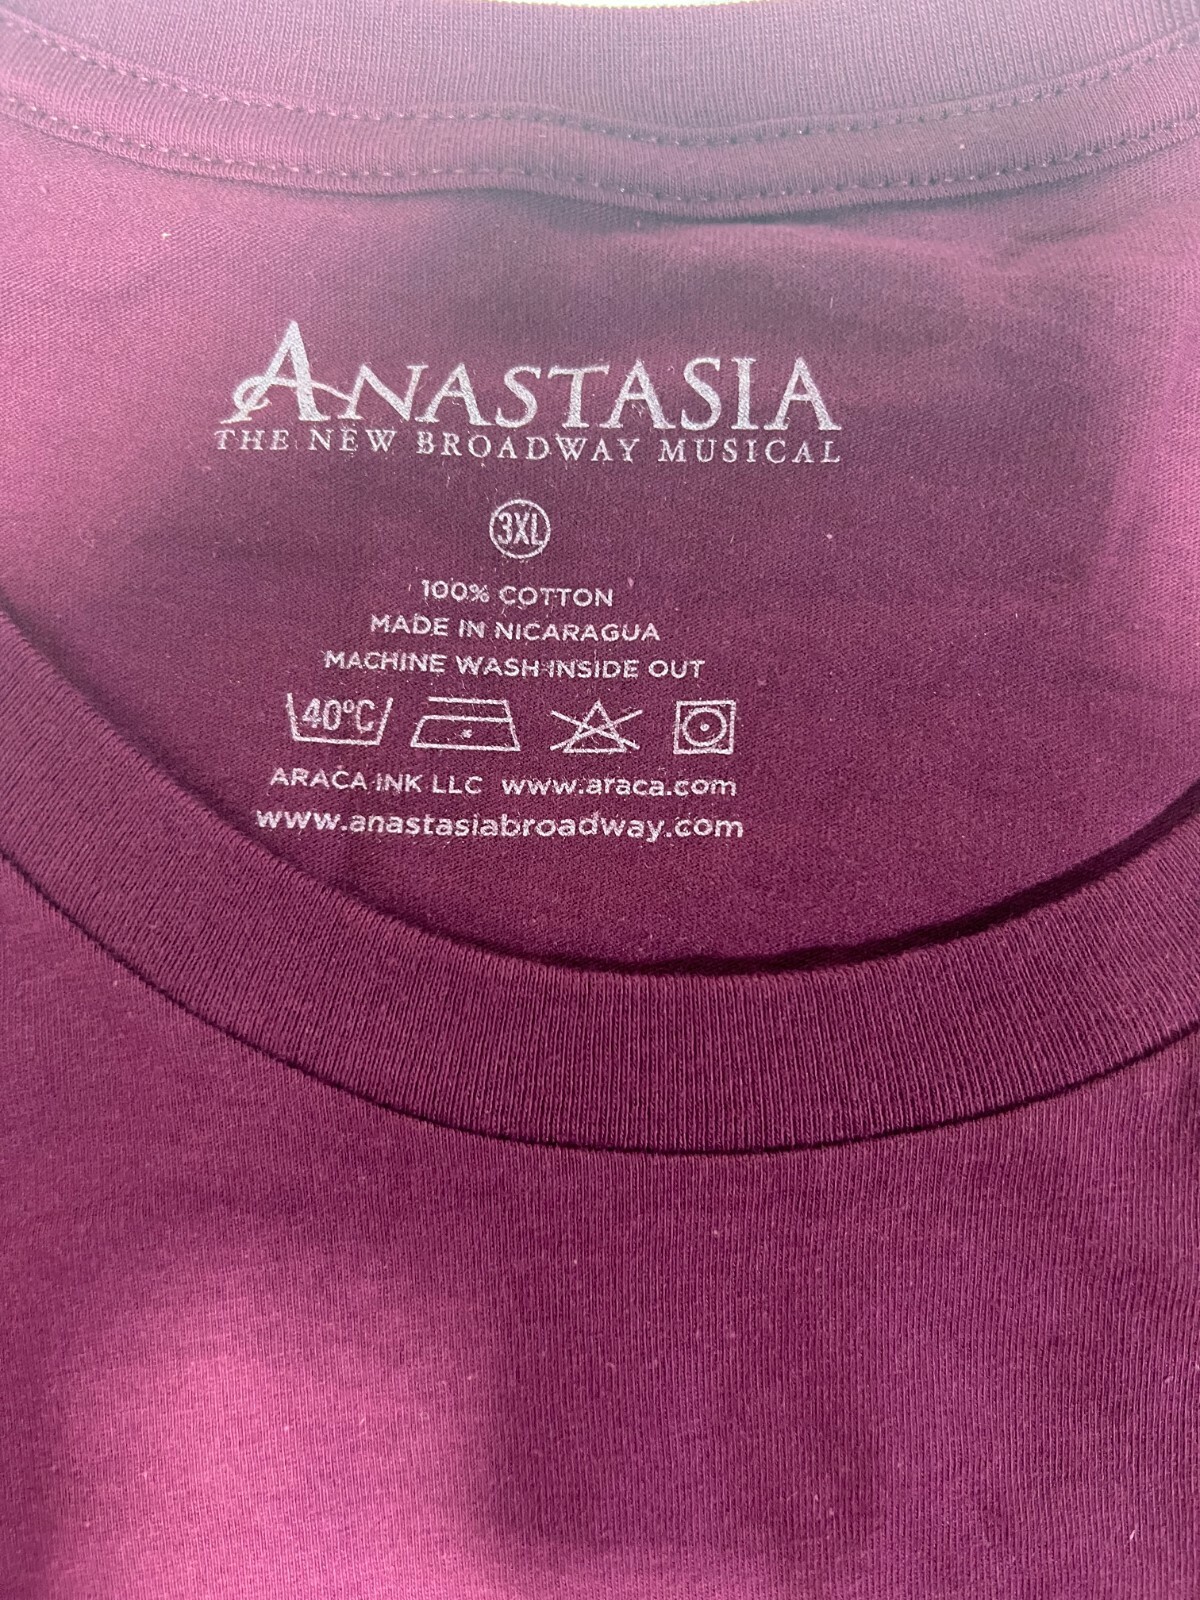 ANASTASIA
THE NEW BROADWAY MUSICAL
3XL
100% COTTON
MADE IN NICARAGUA
MACHINE WASH INSIDE OUT
40°C
ARACA INK LLC www.araca.com
www.anastasiabroadway.com